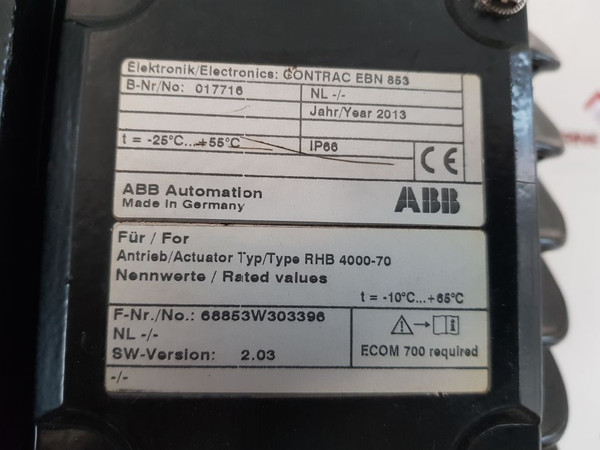 Elektronik/Electronics: CONTRAC EBN 853
B-Nr/No: 017716 NL -/-
Jahr/Year 2013
t = -25°C...+55°C IP66
CE
ABB Automation
Made in Germany
ABB
Für / For
Antrieb/Actuator Typ/Type RHB 4000-70
Nennwerte / Rated values
t = -10°C...+65°C
F-Nr./No.: 66853W303396
NL -/-
SW-Version: 2.03
ECOM 700 required
-/-